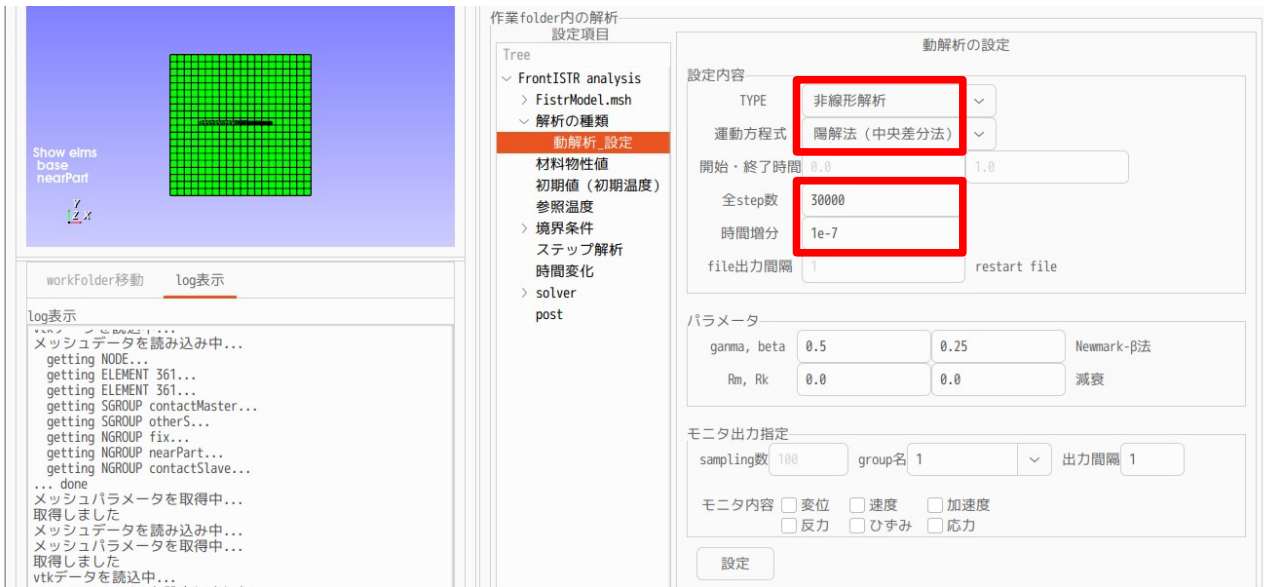 作業folder内の解析
設定項目
Tree
FrontISTR analysis
FistrModel.msh
解析の種類
動解析_設定
材料物性値
初期値（初期温度）
参照温度
境界条件
ステップ解析
時間変化
solver
post
動解析の設定
設定内容
TYPE 非線形解析
運動方程式 陽解法（中央差分法）
開始・終了時間 0.0 1.0
全step数 30000
時間増分 1e-7
file出力間隔 1 restart file
パラメータ
ganma, beta 0.5 0.25 Newmark-β法
Rm, Rk 0.0 0.0 減衰
モニタ出力指定
sampling数 100 group名 1 出力間隔 1
モニタ内容 変位 速度 加速度
反力 ひずみ 応力
設定
Show elms
base
nearPart
Y
Z X
workFolder移動 log表示
log表示
vtkデータを読込中...
メッシュデータを読み込み中...
getting NODE...
getting ELEMENT 361...
getting ELEMENT 361...
getting SGROUP contactMaster...
getting SGROUP otherS...
getting NGROUP fix...
getting NGROUP nearPart...
getting NGROUP contactSlave...
... done
メッシュパラメータを取得中...
取得しました
メッシュデータを読み込み中...
メッシュパラメータを取得中...
取得しました
vtkデータを読込中...